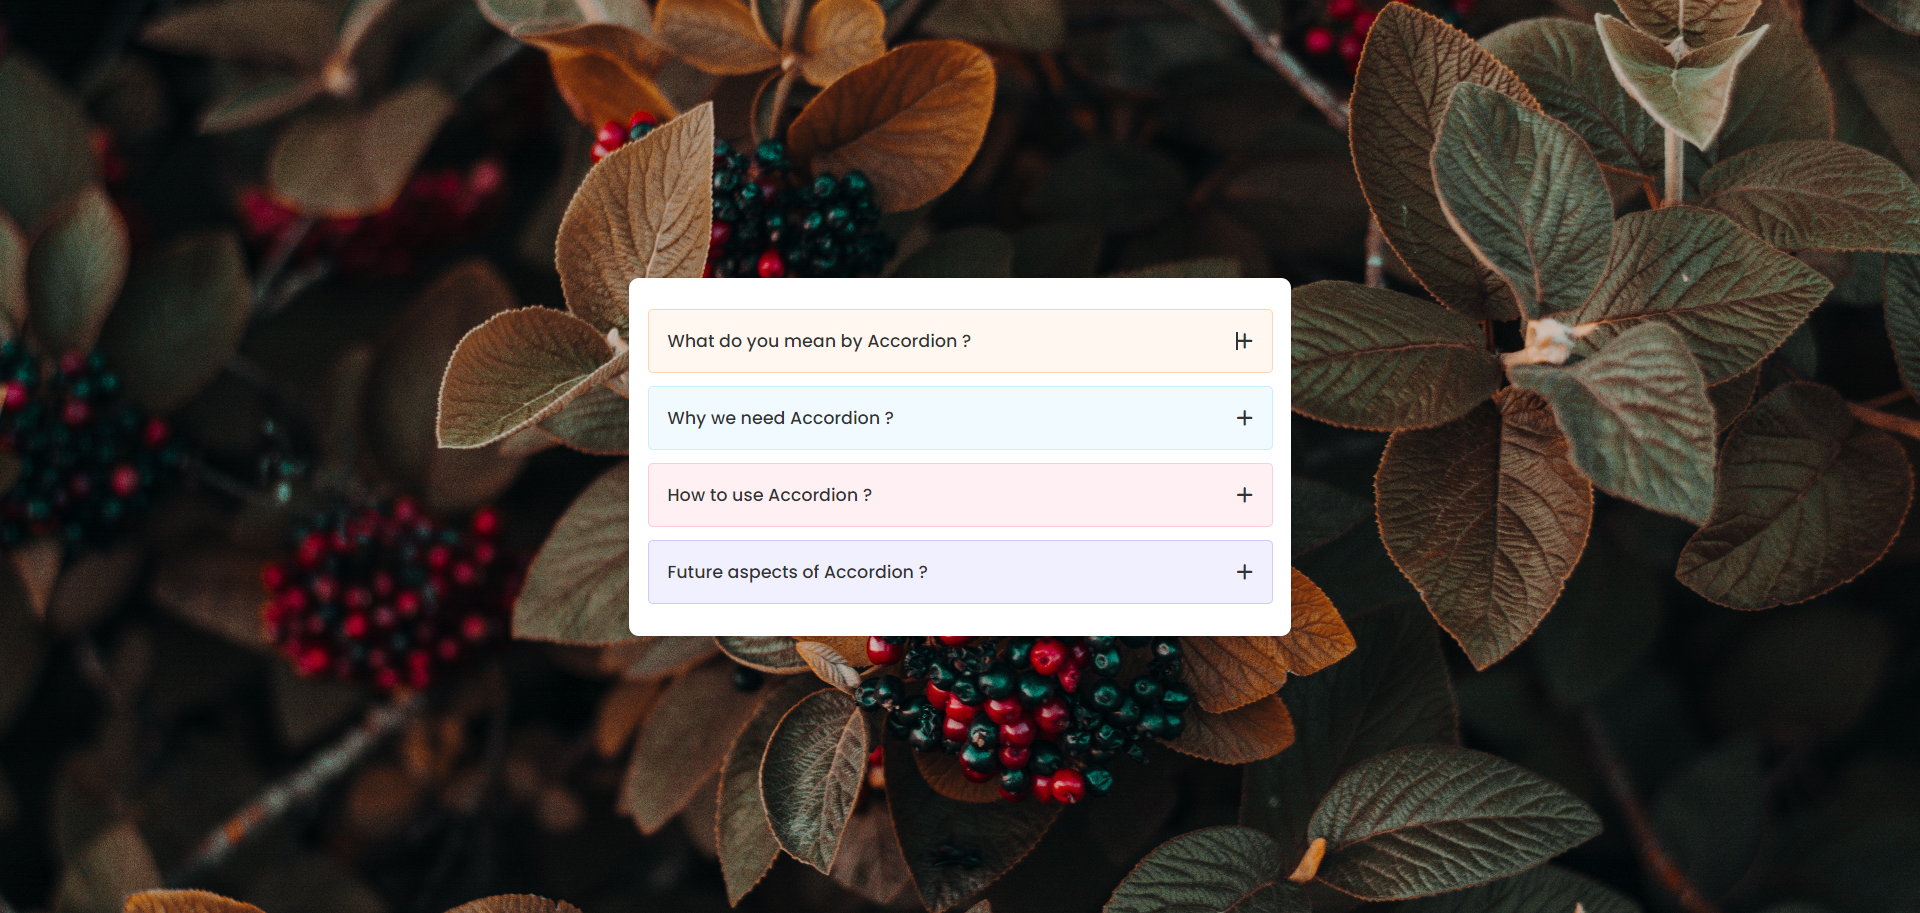 What do you mean by Accordion ?
Why we need Accordion ?
How to use Accordion ?
Future aspects of Accordion ?